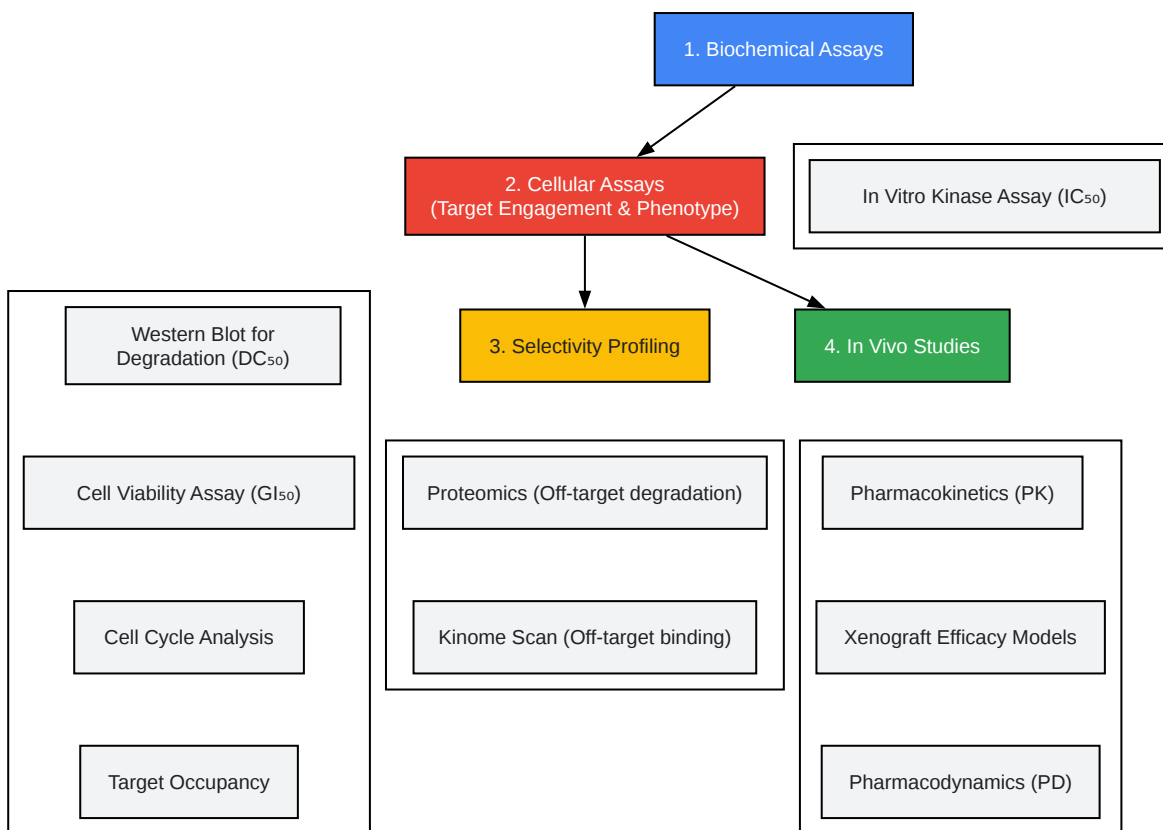 1. Biochemical Assays
2. Cellular Assays
(Target Engagement & Phenotype)
In Vitro Kinase Assay (IC₅₀)
3. Selectivity Profiling
4. In Vivo Studies
Western Blot for
Degradation (DC₅₀)
Cell Viability Assay (GI₅₀)
Cell Cycle Analysis
Target Occupancy
Proteomics (Off-target degradation)
Kinome Scan (Off-target binding)
Pharmacokinetics (PK)
Xenograft Efficacy Models
Pharmacodynamics (PD)